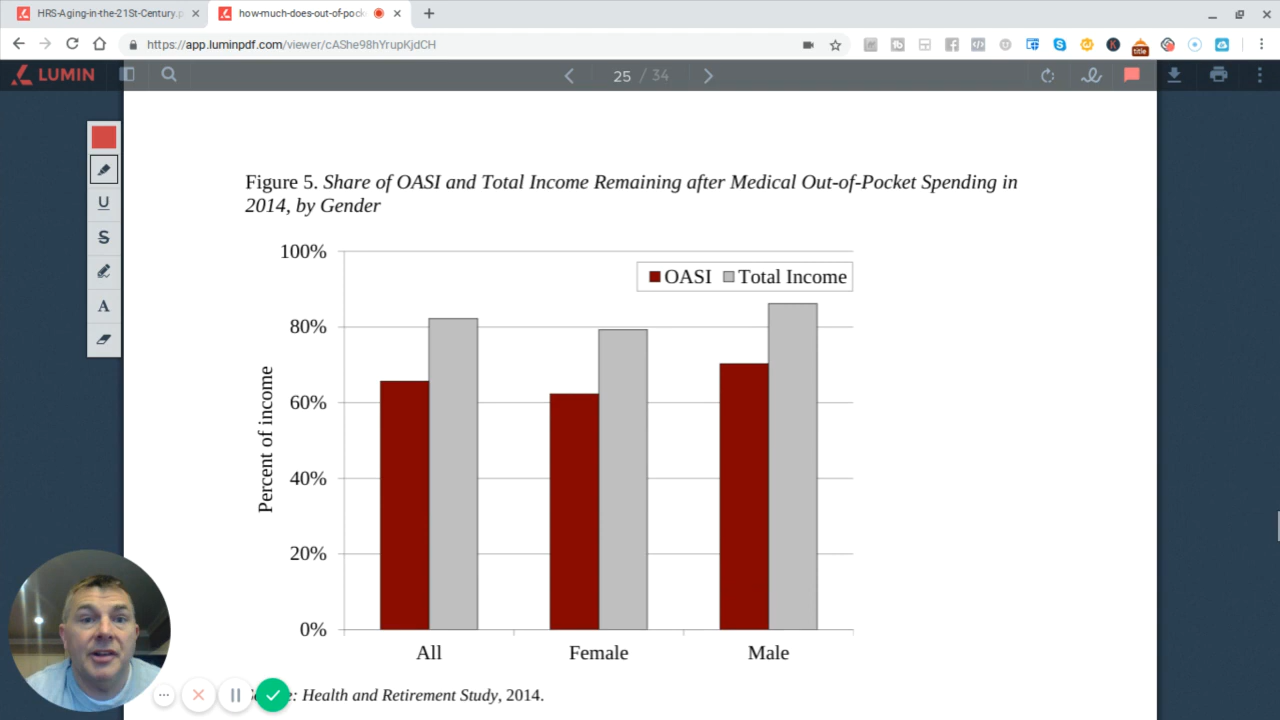 HRS-Aging-in-the-21St-Century.p
how-much-does-out-of-pock
https://app.luminpdf.com/viewer/cAShe98hYrupKjdCH
title
LUMIN
25 / 34
Figure 5. Share of OASI and Total Income Remaining after Medical Out-of-Pocket Spending in
2014, by Gender
100%
80%
60%
40%
20%
0%
Percent of income
OASI Total Income
All Female Male
Health and Retirement Study, 2014.